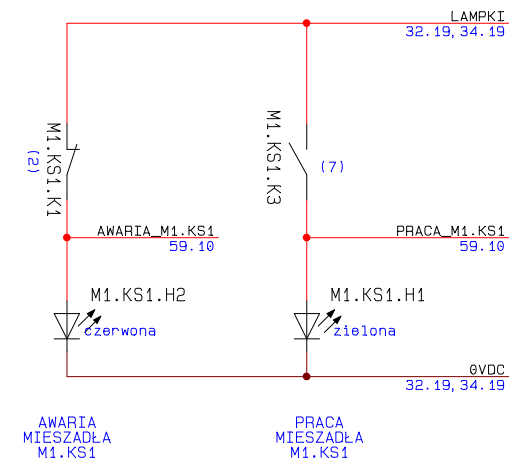 LAMPKI
32.19,34.19
M1.KS1.K1
(2)
M1.KS1.K3
(7)
AWARIA_M1.KS1
59.10
PRACA_M1.KS1
59.10
M1.KS1.H2
czerwona
M1.KS1.H1
zielona
0VDC
32.19,34.19
AWARIA
MIESZADŁA
M1.KS1
PRACA
MIESZADŁA
M1.KS1